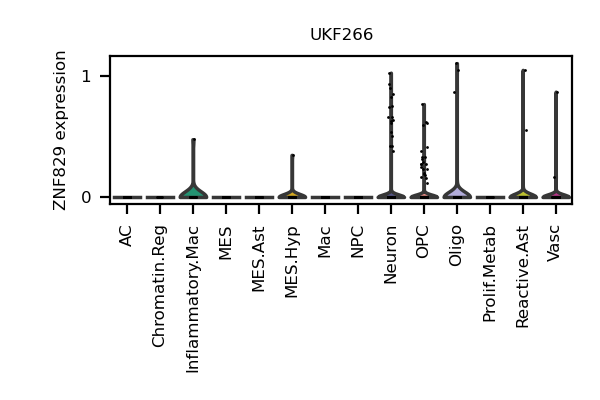 UKF266
ZNF829 expression
1
0
AC
Chromatin.Reg
Inflammatory.Mac
MES
MES.Ast
MES.Hyp
Mac
NPC
Neuron
OPC
Oligo
Prolif.Metab
Reactive.Ast
Vasc